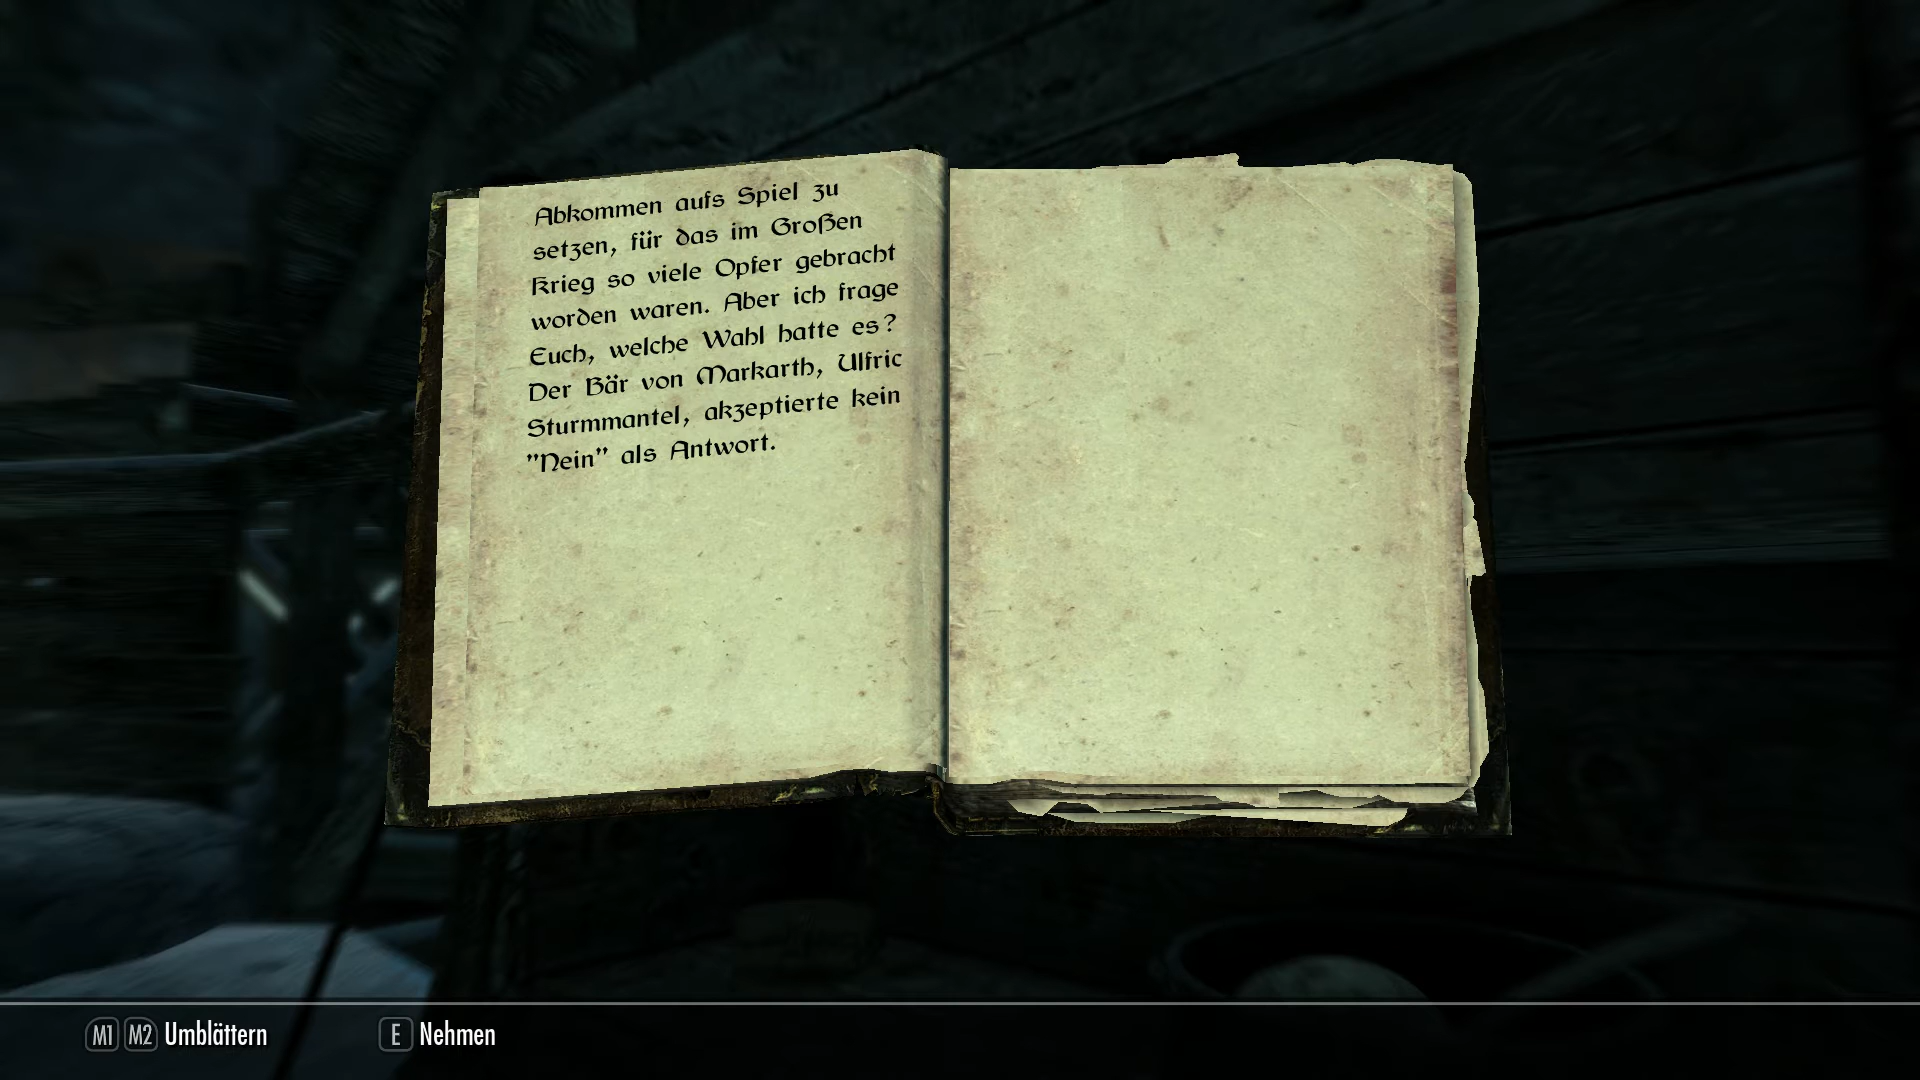 Abkommen aufs Spiel zu
setzen, für das im Großen
Krieg so viele Opfer gebracht
worden waren. Aber ich frage
Euch, welche Wahl hatte es?
Der Bär von Markarth, Ulfric
Sturmmantel, akzeptierte kein
"Nein" als Antwort.
M1 M2 Umblättern E Nehmen